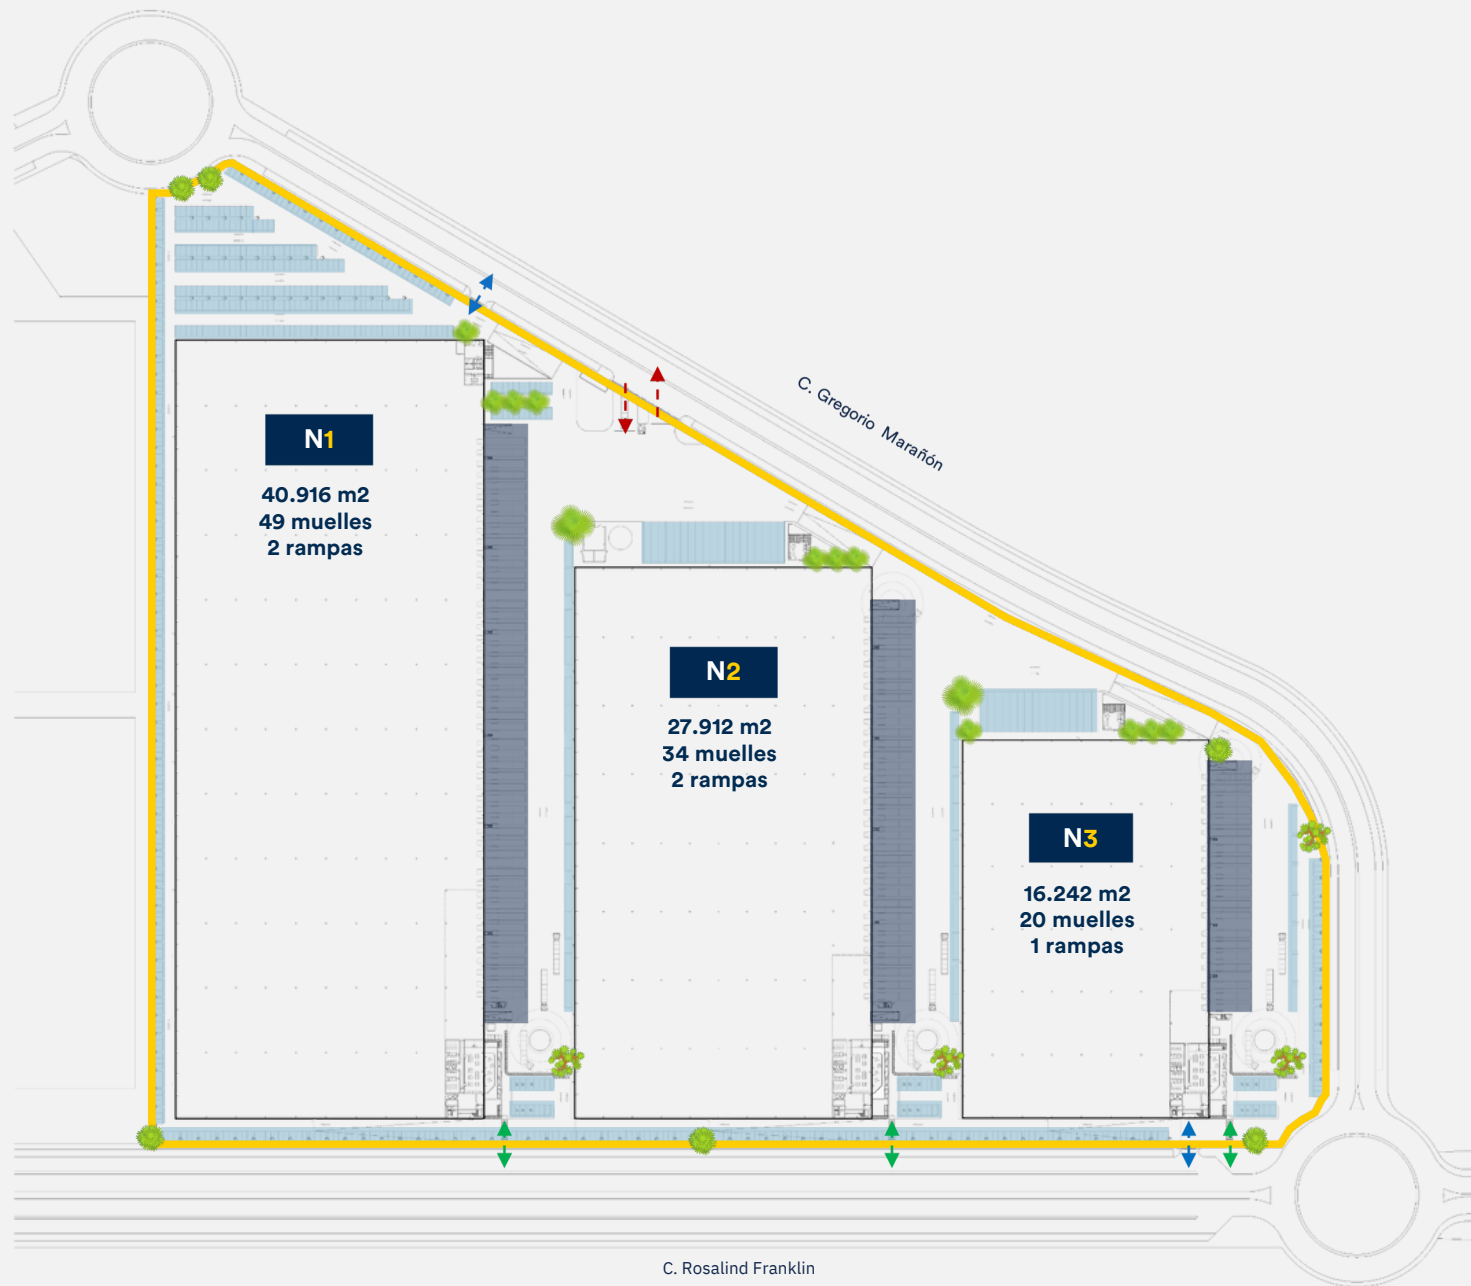 C. Gregorio Marañón
N1
40.916 m2
49 muelles
2 rampas
N2
27.912 m2
34 muelles
2 rampas
N3
16.242 m2
20 muelles
1 rampas
C. Rosalind Franklin